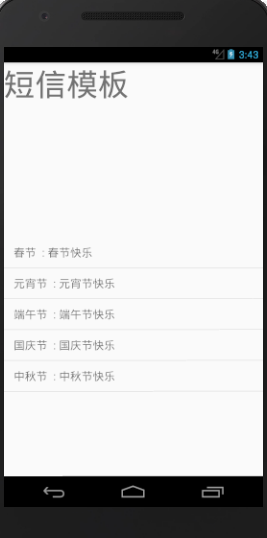 4G 3:43
短信模板
春节 : 春节快乐
元宵节 : 元宵节快乐
端午节 : 端午节快乐
国庆节 : 国庆节快乐
中秋节 : 中秋节快乐